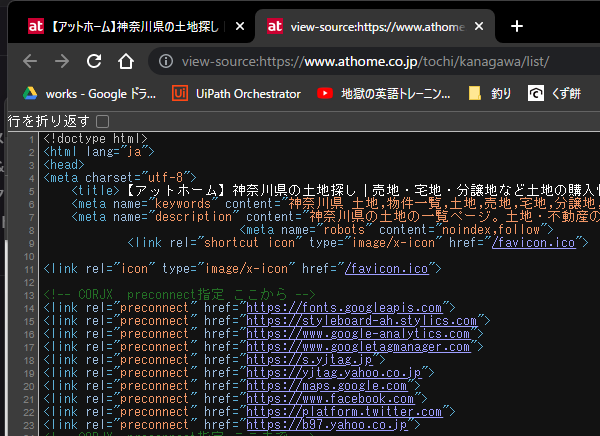 at 【アットホーム】神奈川県の土地探し
at view-source:https://www.athome.
view-source:https://www.athome.co.jp/tochi/kanagawa/list/
works - Google ドラ... Ui UiPath Orchestrator 地獄の英語トレーニン... 釣り くず餅
行を折り返す
1 <!doctype html>
2 <html lang="ja">
3 <head>
4 <meta charset="utf-8">
5 <title>【アットホーム】神奈川県の土地探し|売地・宅地・分譲地など土地の購入
6 <meta name="keywords" content="神奈川県 土地,物件一覧,土地,売地,宅地,分譲地,
7 <meta name="description" content="神奈川県の土地の一覧ページ。土地・不動産の
8 <meta name="robots" content="noindex,follow">
9 <link rel="shortcut icon" type="image/x-icon" href="/favicon.ico">
10
11 <link rel="icon" type="image/x-icon" href="/favicon.ico">
12
13 <!-- CORJX preconnect指定 ここから -->
14 <link rel="preconnect" href="https://fonts.googleapis.com">
15 <link rel="preconnect" href="https://styleboard-ah.stylics.com">
16 <link rel="preconnect" href="https://www.google-analytics.com">
17 <link rel="preconnect" href="https://www.googletagmanager.com">
18 <link rel="preconnect" href="https://s.yjtag.jp">
19 <link rel="preconnect" href="https://yjtag.yahoo.co.jp">
20 <link rel="preconnect" href="https://maps.google.com">
21 <link rel="preconnect" href="https://www.facebook.com">
22 <link rel="preconnect" href="https://platform.twitter.com">
23 <link rel="preconnect" href="https://b97.yahoo.co.jp">